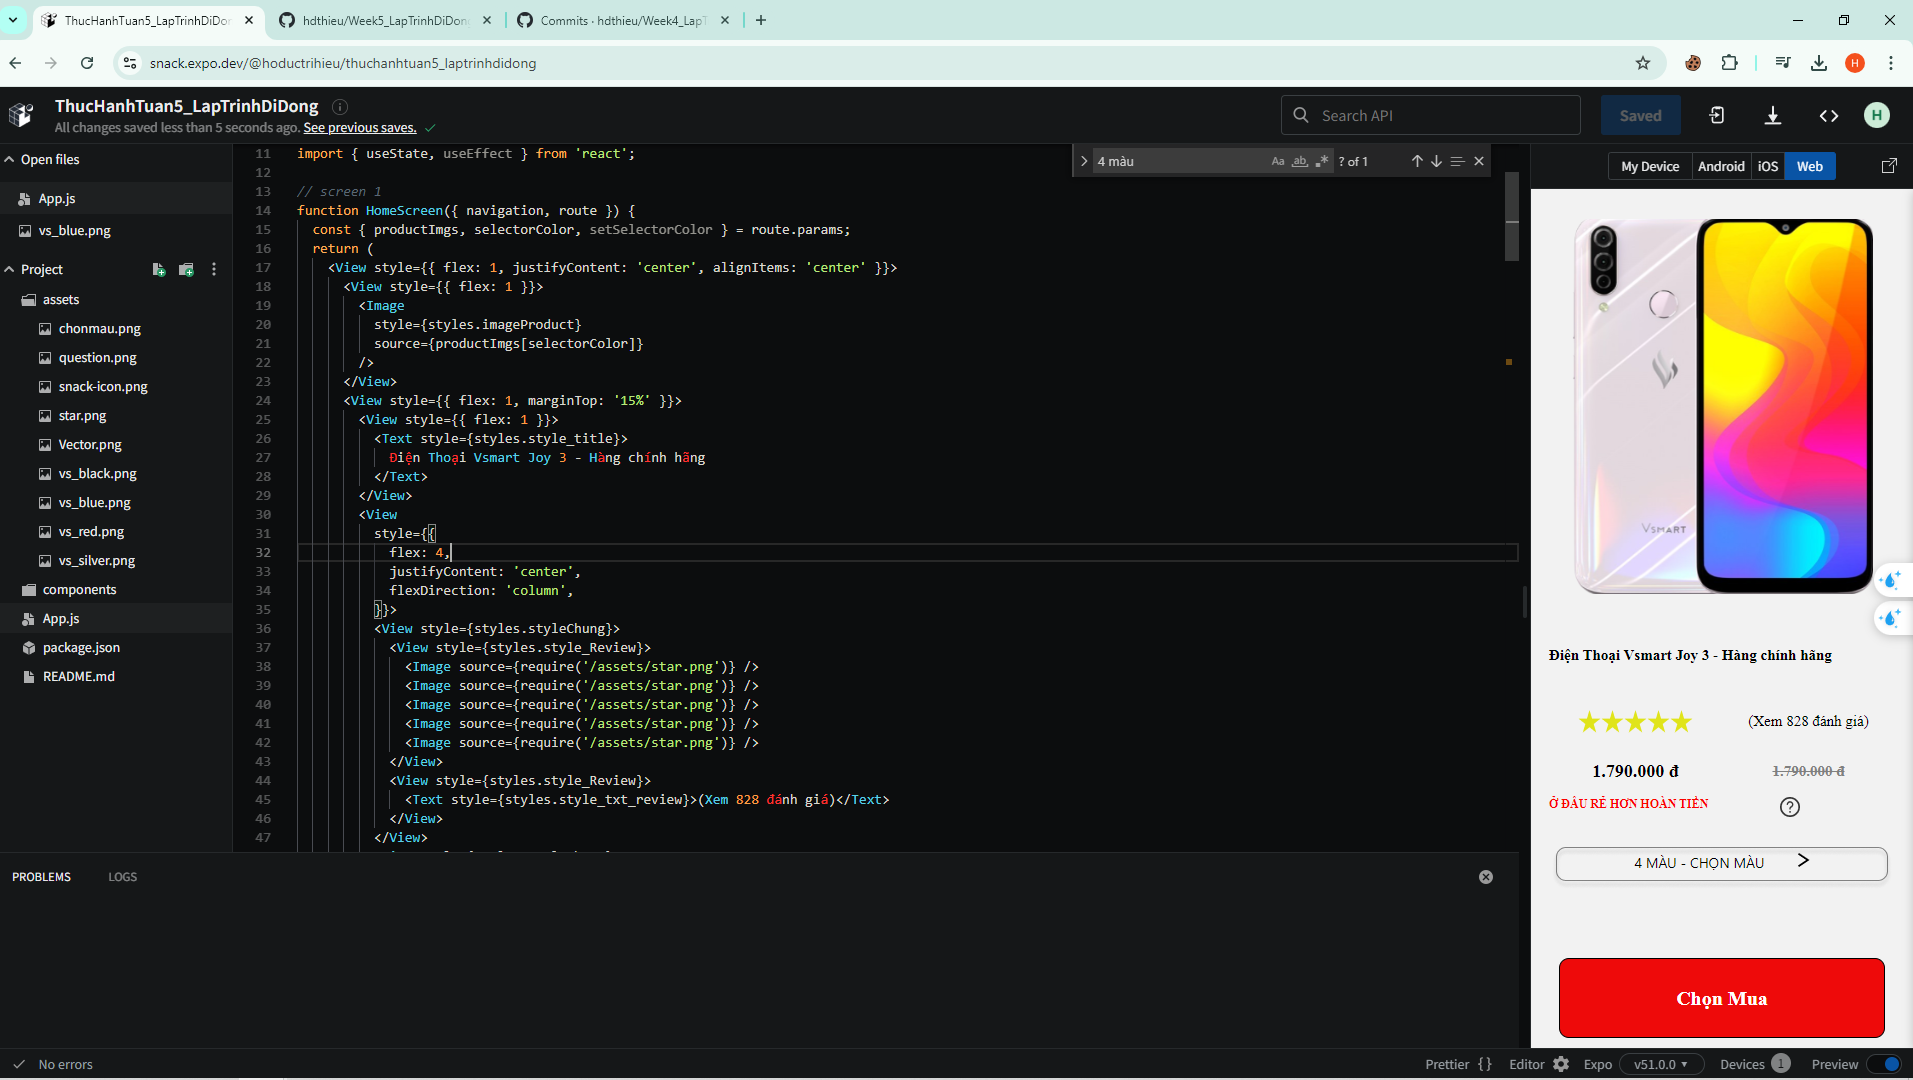 ThucHanhTuan5_LapTrinhDiDon
hdthieu/Week5_LapTrinhDiDon
Commits · hdthieu/Week4_LapT
snack.expo.dev/@hoductrihieu/thuchanhtuan5_laptrinhdidong
H
ThucHanhTuan5_LapTrinhDiDong
All changes saved less than 5 seconds ago. See previous saves.
Search API
Saved
H
Open files
App.js
vs_blue.png
Project
assets
chonmau.png
question.png
snack-icon.png
star.png
Vector.png
vs_black.png
vs_blue.png
vs_red.png
vs_silver.png
components
App.js
package.json
README.md
4 màu
Aa ab ? of 1
11 import { useState, useEffect } from 'react';
12
13 // screen 1
14 function HomeScreen({ navigation, route }) {
15 const { productImgs, selectorColor, setSelectorColor } = route.params;
16 return (
17 <View style={{ flex: 1, justifyContent: 'center', alignItems: 'center' }}>
18 <View style={{ flex: 1 }}>
19 <Image
20 style={styles.imageProduct}
21 source={productImgs[selectorColor]}
22 />
23 </View>
24 <View style={{ flex: 1, marginTop: '15%' }}>
25 <View style={{ flex: 1 }}>
26 <Text style={styles.style_title}>
27 Điện Thoại Vsmart Joy 3 - Hàng chính hãng
28 </Text>
29 </View>
30 <View
31 style={{
32 flex: 4,
33 justifyContent: 'center',
34 flexDirection: 'column',
35 }}>
36 <View style={styles.styleChung}>
37 <View style={styles.style_Review}>
38 <Image source={require('/assets/star.png')} />
39 <Image source={require('/assets/star.png')} />
40 <Image source={require('/assets/star.png')} />
41 <Image source={require('/assets/star.png')} />
42 <Image source={require('/assets/star.png')} />
43 </View>
44 <View style={styles.style_Review}>
45 <Text style={styles.style_txt_review}>(Xem 828 đánh giá)</Text>
46 </View>
47 </View>
My Device Android iOS Web
VSMART
Điện Thoại Vsmart Joy 3 - Hàng chính hãng
(Xem 828 đánh giá)
1.790.000 đ 1.790.000 đ
Ở ĐÂU RẺ HƠN HOÀN TIỀN ?
4 MÀU - CHỌN MÀU >
Chọn Mua
PROBLEMS LOGS
No errors
Prettier {} Editor Expo v51.0.0 Devices 1 Preview